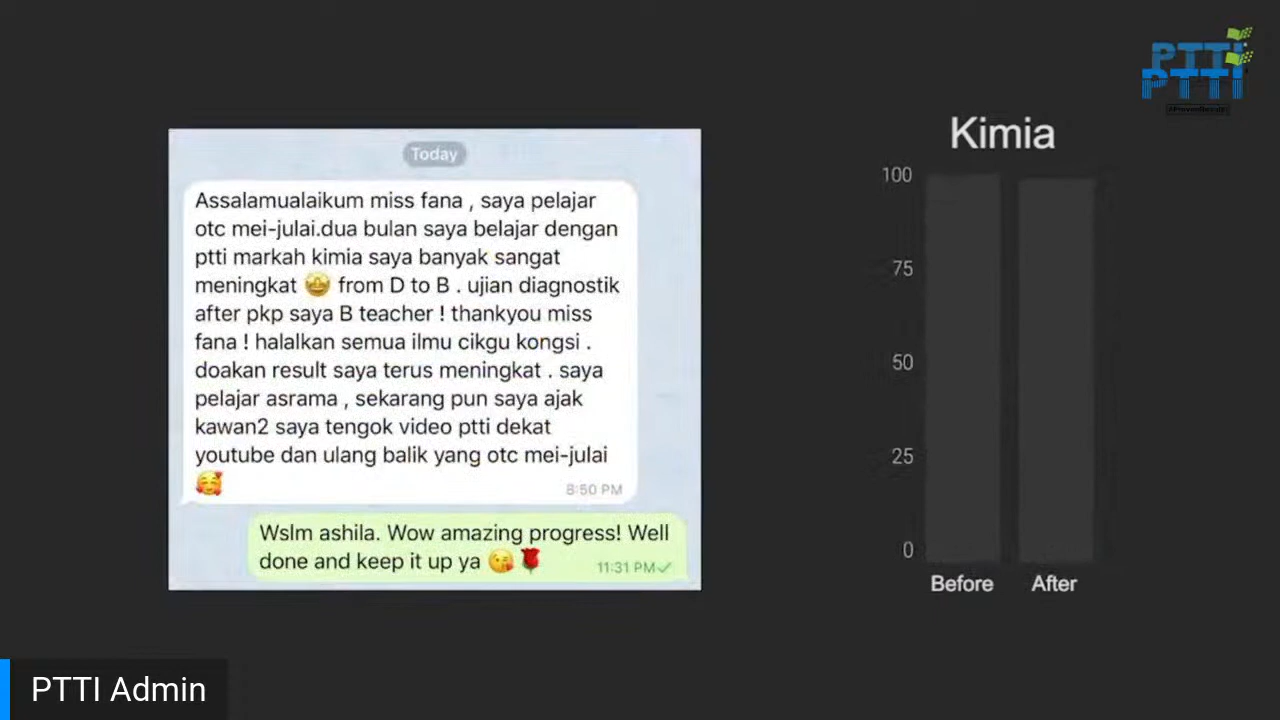 PTTI
PTTI
Kimia
Today
Assalamualaikum miss fana , saya pelajar
otc mei-julai.dua bulan saya belajar dengan
ptti markah kimia saya banyak sangat
meningkat 🤩 from D to B . ujian diagnostik
after pkp saya B teacher ! thankyou miss
fana ! halalkan semua ilmu cikgu kongsi .
doakan result saya terus meningkat . saya
pelajar asrama , sekarang pun saya ajak
kawan2 saya tengok video ptti dekat
youtube dan ulang balik yang otc mei-julai
🥰
8:50 PM
Wslm ashila. Wow amazing progress! Well
done and keep it up ya 😘🌹
11:31 PM✓
100
75
50
25
0
Before
After
PTTI Admin